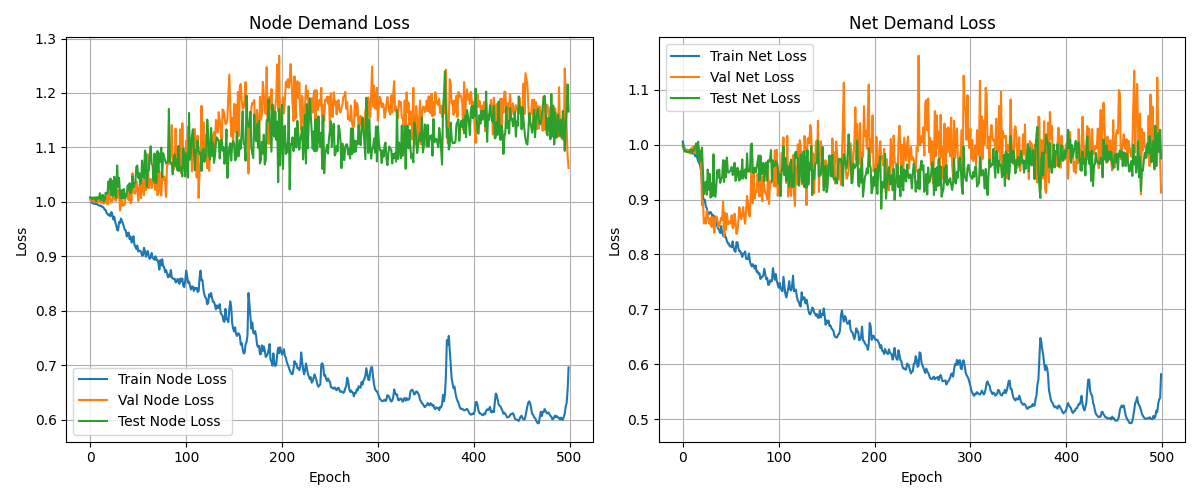 Node Demand Loss
1.3
1.2
1.1
1.0
0.9
0.8
0.7
0.6
Loss
Train Node Loss
Val Node Loss
Test Node Loss
0
100
200
300
400
500
Epoch
Net Demand Loss
Train Net Loss
Val Net Loss
Test Net Loss
1.1
1.0
0.9
0.8
0.7
0.6
0.5
Loss
0
100
200
300
400
500
Epoch